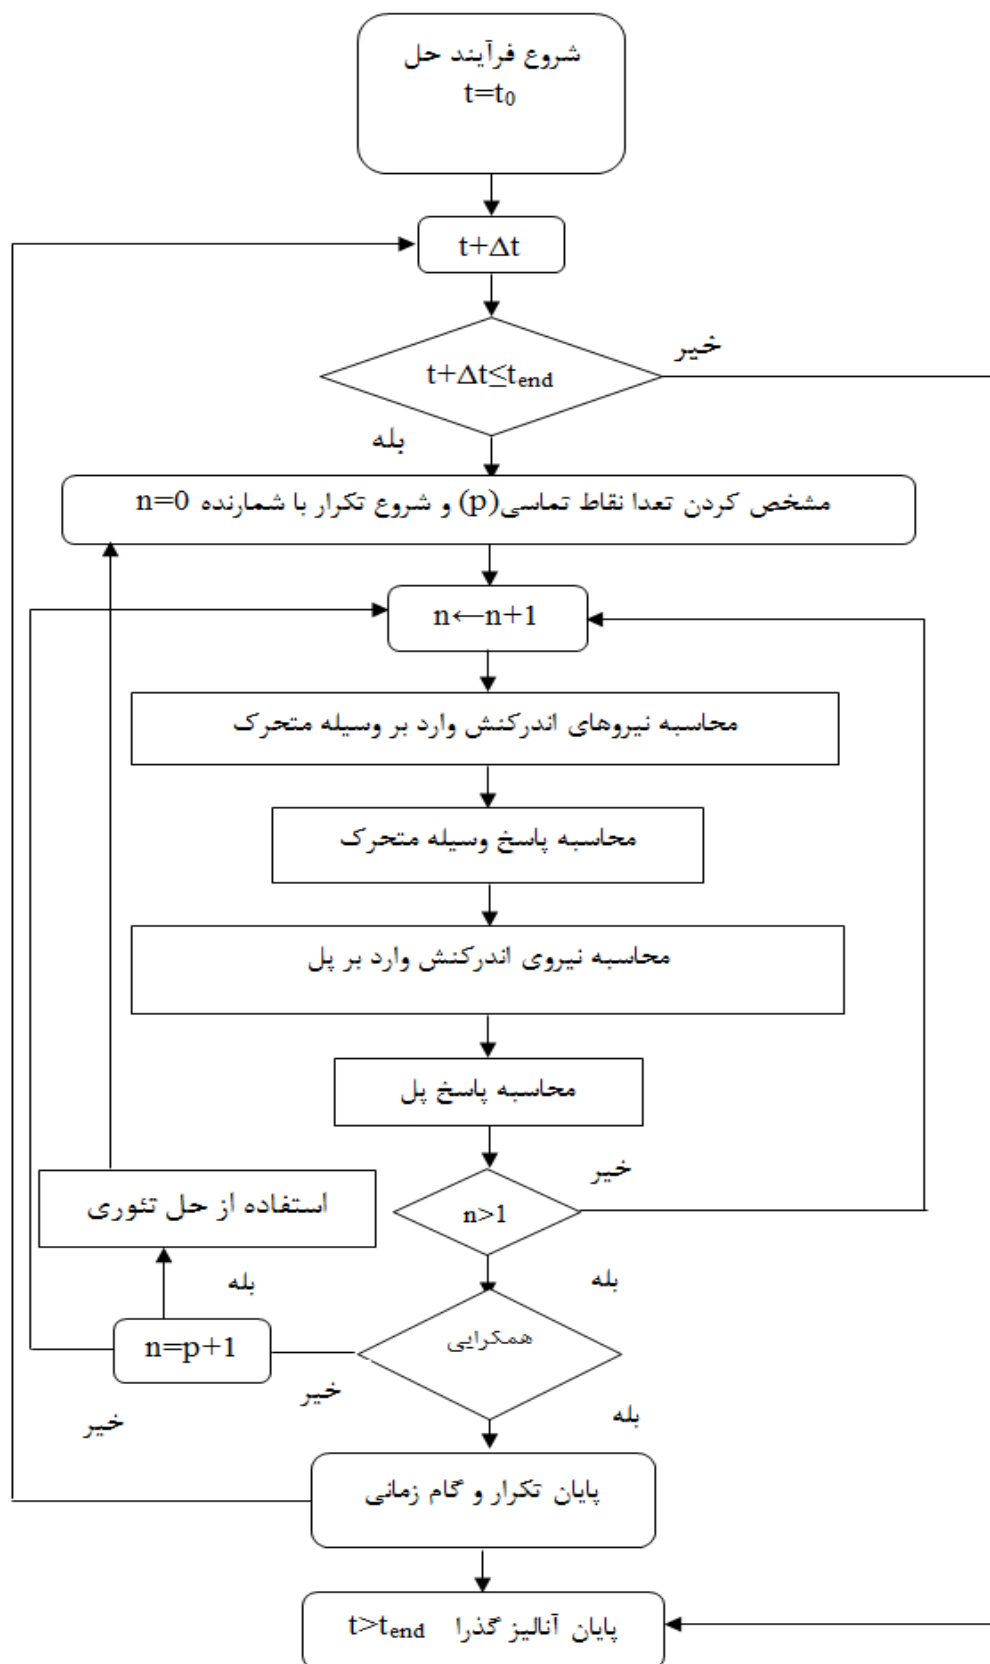 شروع فرآیند حل
t=t₀
t+Δt
t+Δt≤tend
خیر
بله
مشخص کردن تعدا نقاط تماسی(p) و شروع تکرار با شمارنده n=0
n←n+1
محاسبه نیروهای اندرکنش وارد بر وسیله متحرک
محاسبه پاسخ وسیله متحرک
محاسبه نیروی اندرکنش وارد بر پل
محاسبه پاسخ پل
خیر
استفاده از حل تئوری
n>1
بله
بله
همکرایی
n=p+1
خیر
خیر
بله
پایان تکرار و گام زمانی
پایان آنالیز گذرا t>tend